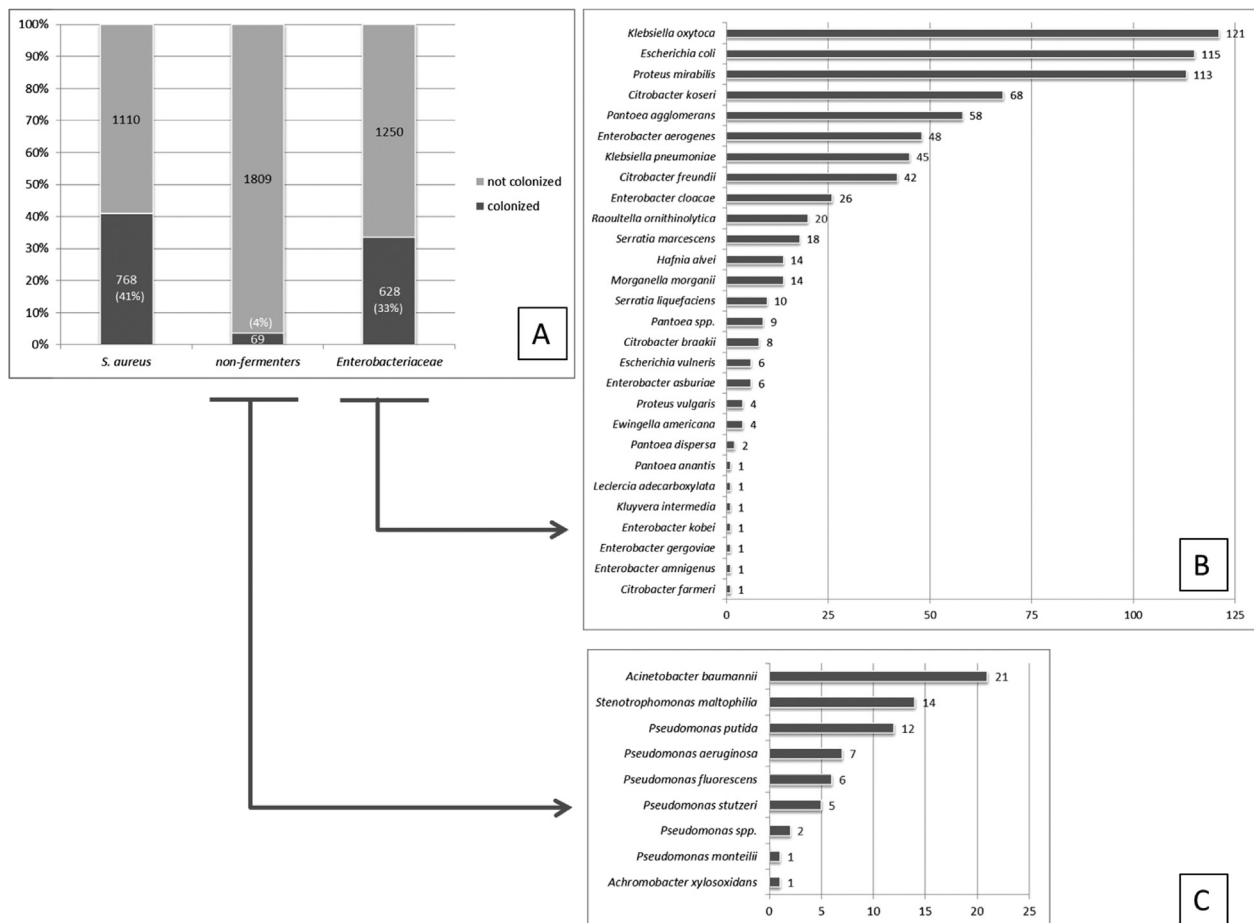 100%
90%
80%
70%
60%
50%
40%
30%
20%
10%
0%
1110
768
(41%)
1809
(4%)
69
1250
628
(33%)
S. aureus
non-fermenters
Enterobacteriaceae
not colonized
colonized
A
Klebsiella oxytoca 121
Escherichia coli 115
Proteus mirabilis 113
Citrobacter koseri 68
Pantoea agglomerans 58
Enterobacter aerogenes 48
Klebsiella pneumoniae 45
Citrobacter freundii 42
Enterobacter cloacae 26
Raoultella ornithinolytica 20
Serratia marcescens 18
Hafnia alvei 14
Morganella morganii 14
Serratia liquefaciens 10
Pantoea spp. 9
Citrobacter braakii 8
Escherichia vulneris 6
Enterobacter asburiae 6
Proteus vulgaris 4
Ewingella americana 4
Pantoea dispersa 2
Pantoea anantis 1
Leclercia adecarboxylata 1
Kluyvera intermedia 1
Enterobacter kobei 1
Enterobacter gergoviae 1
Enterobacter amnigenus 1
Citrobacter farmeri 1
0 25 50 75 100 125
B
Acinetobacter baumannii 21
Stenotrophomonas maltophilia 14
Pseudomonas putida 12
Pseudomonas aeruginosa 7
Pseudomonas fluorescens 6
Pseudomonas stutzeri 5
Pseudomonas spp. 2
Pseudomonas monteilii 1
Achromobacter xylosoxidans 1
0 5 10 15 20 25
C